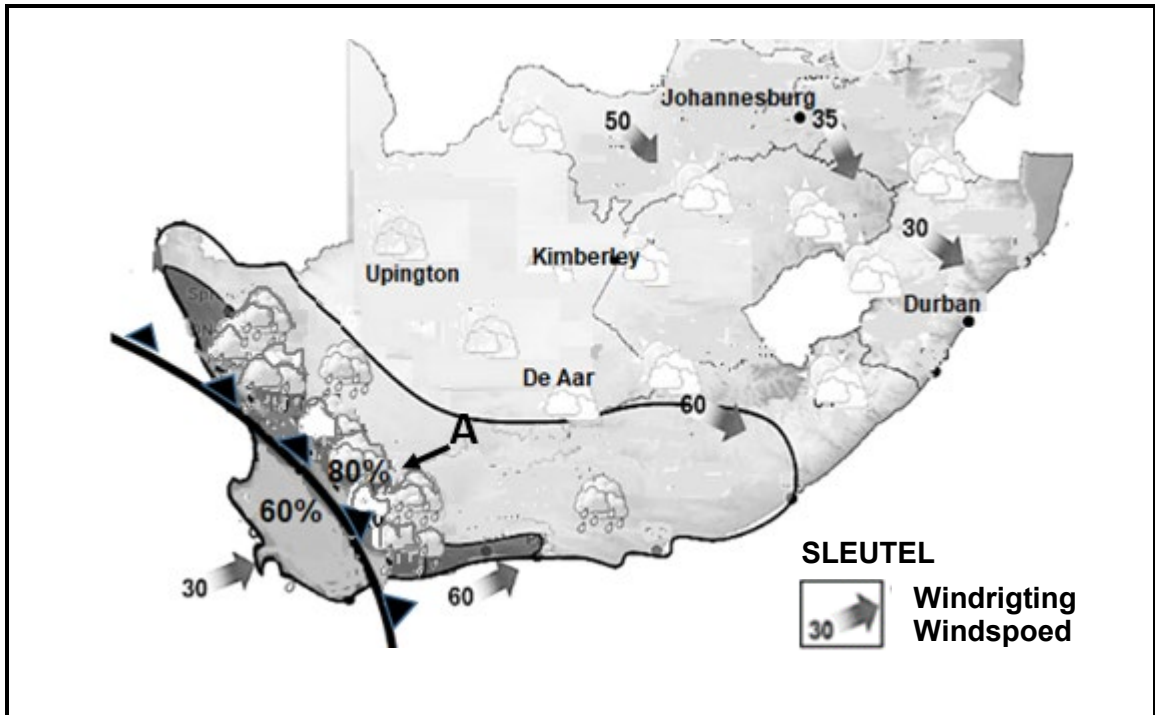 Johannesburg
50
35
30
Kimberley
Upington
Durban
De Aar
60
A
80%
60%
30
60
SLEUTEL
30
Windrigting
Windspoed